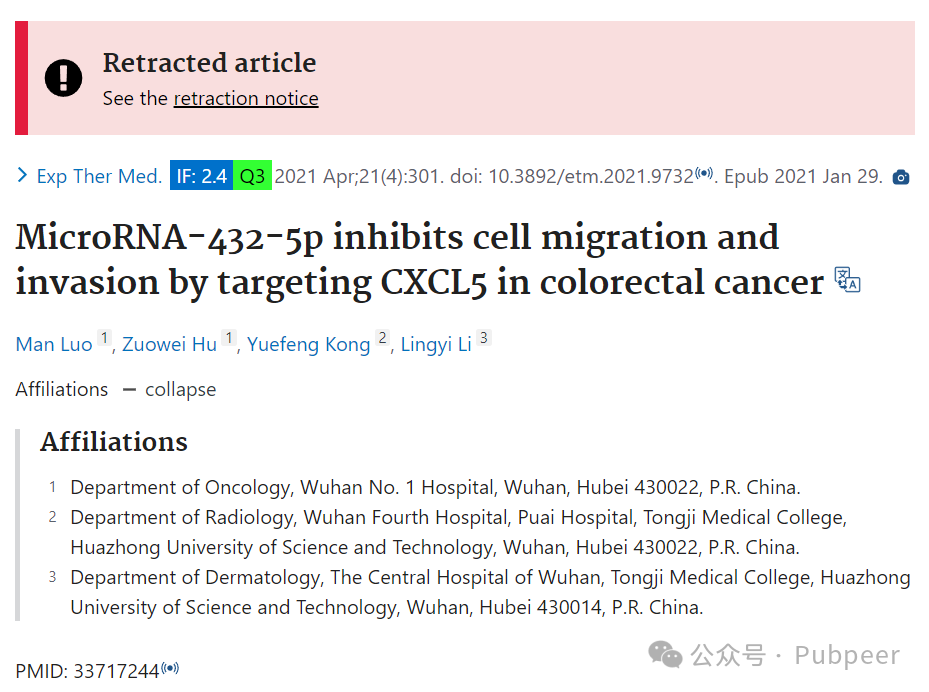 Retracted article
See the retraction notice
Exp Ther Med. IF: 2.4 Q3 2021 Apr;21(4):301. doi: 10.3892/etm.2021.9732. Epub 2021 Jan 29.
MicroRNA-432-5p inhibits cell migration and
invasion by targeting CXCL5 in colorectal cancer
Man Luo 1, Zuowei Hu 1, Yuefeng Kong 2, Lingyi Li 3
Affiliations — collapse
Affiliations
1 Department of Oncology, Wuhan No. 1 Hospital, Wuhan, Hubei 430022, P.R. China.
2 Department of Radiology, Wuhan Fourth Hospital, Puai Hospital, Tongji Medical College,
Huazhong University of Science and Technology, Wuhan, Hubei 430022, P.R. China.
3 Department of Dermatology, The Central Hospital of Wuhan, Tongji Medical College, Huazhong
University of Science and Technology, Wuhan, Hubei 430014, P.R. China.
公众号 · Pubpeer
PMID: 33717244